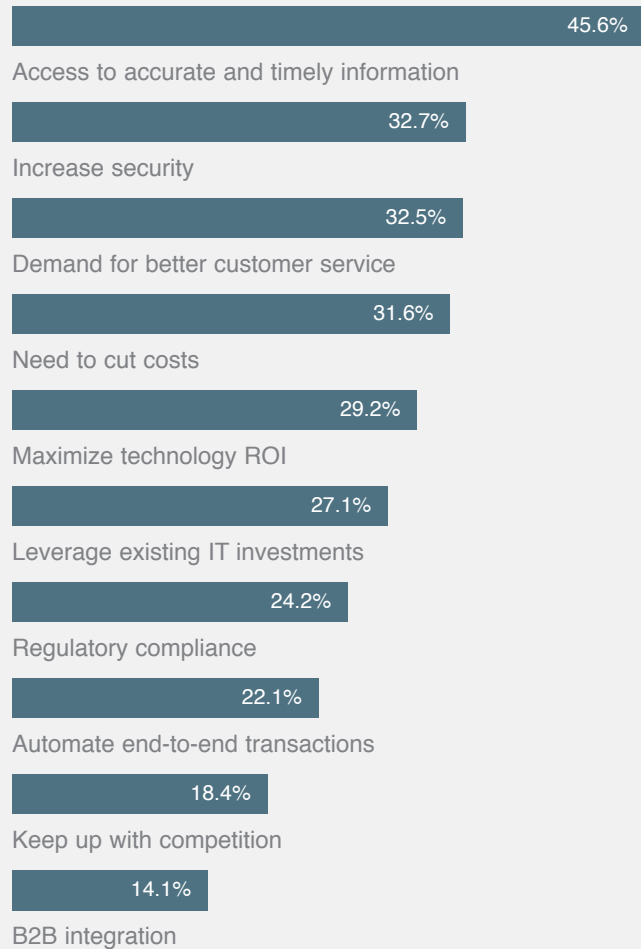 45.6%
Access to accurate and timely information
32.7%
Increase security
32.5%
Demand for better customer service
31.6%
Need to cut costs
29.2%
Maximize technology ROI
27.1%
Leverage existing IT investments
24.2%
Regulatory compliance
22.1%
Automate end-to-end transactions
18.4%
Keep up with competition
14.1%
B2B integration